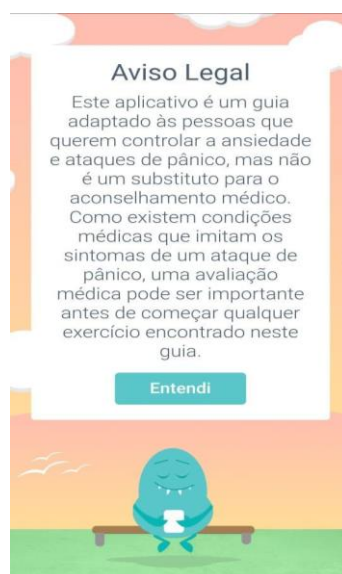 Aviso Legal
Este aplicativo é um guia
adaptado às pessoas que
querem controlar a ansiedade
e ataques de pânico, mas não
é um substituto para o
aconselhamento médico.
Como existem condições
médicas que imitam os
sintomas de um ataque de
pânico, uma avaliação
médica pode ser importante
antes de começar qualquer
exercício encontrado neste
guia.
Entendi